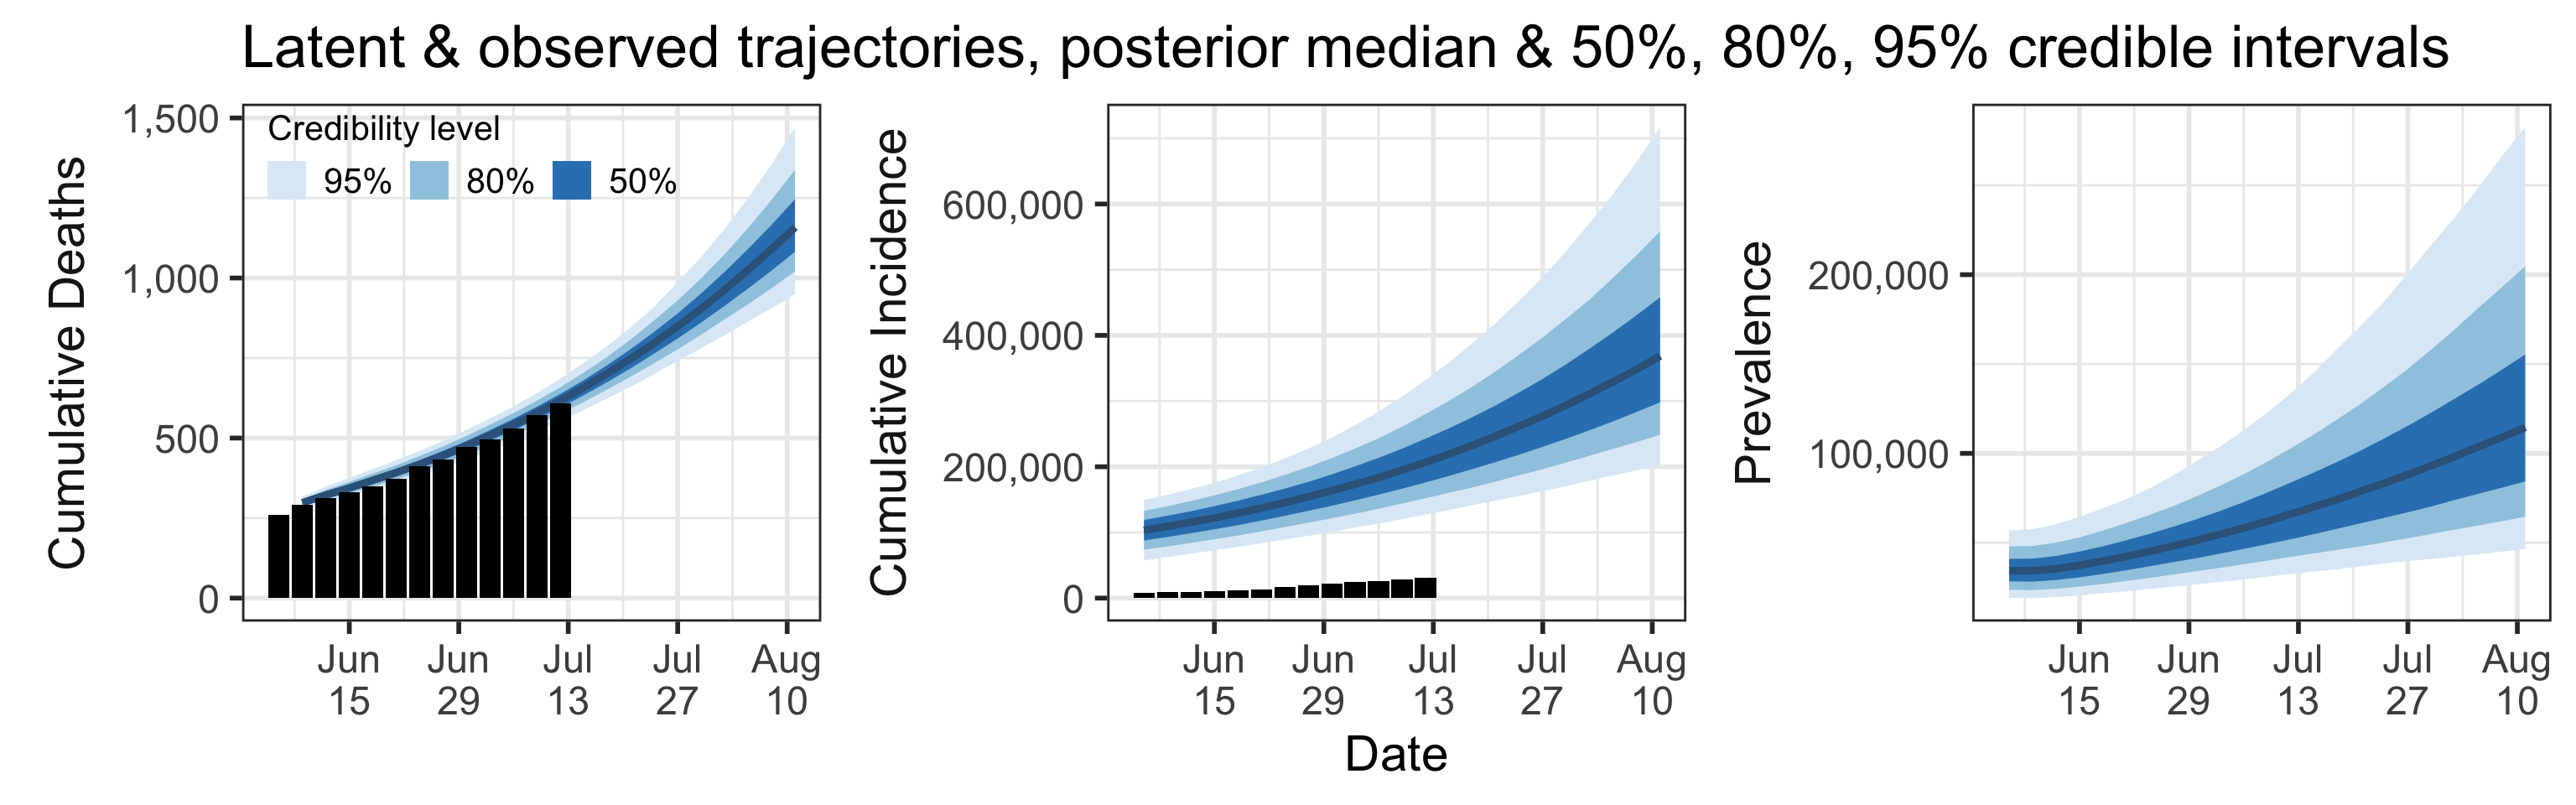 Latent & observed trajectories, posterior median & 50%, 80%, 95% credible intervals
Cumulative Deaths
1,500
1,000
500
0
Credibility level
95% 80% 50%
Jun 15 Jun 29 Jul 13 Jul 27 Aug 10
Cumulative Incidence
600,000
400,000
200,000
0
Jun 15 Jun 29 Jul 13 Jul 27 Aug 10
Prevalence
200,000
100,000
Jun 15 Jun 29 Jul 13 Jul 27 Aug 10
Date